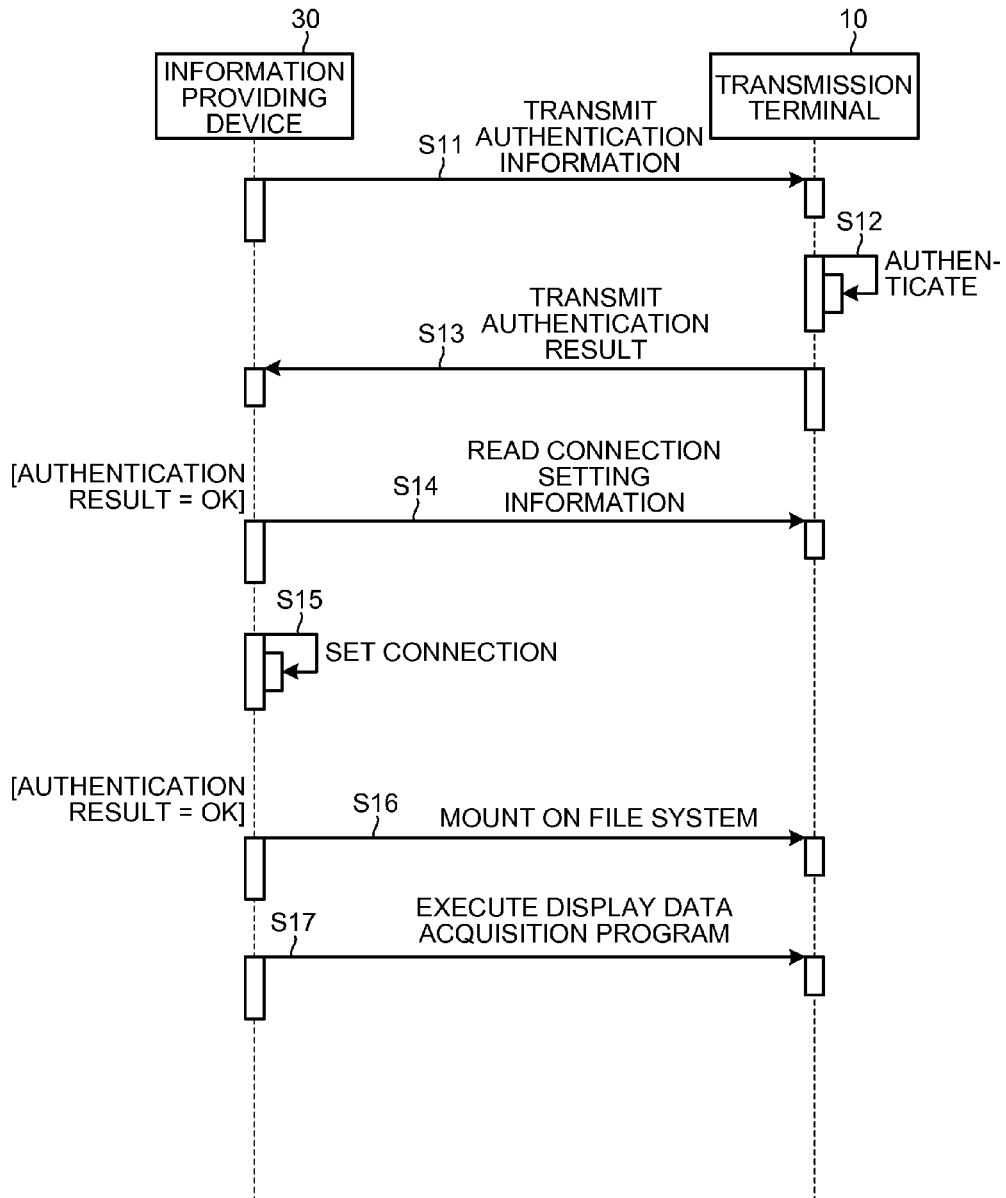 30
10
INFORMATION
PROVIDING
DEVICE
TRANSMISSION
TERMINAL
S11
TRANSMIT
AUTHENTICATION
INFORMATION
S12
AUTHEN-
TICATE
S13
TRANSMIT
AUTHENTICATION
RESULT
[AUTHENTICATION
RESULT = OK]
S14
READ CONNECTION
SETTING
INFORMATION
S15
SET CONNECTION
[AUTHENTICATION
RESULT = OK]
S16
MOUNT ON FILE SYSTEM
S17
EXECUTE DISPLAY DATA
ACQUISITION PROGRAM